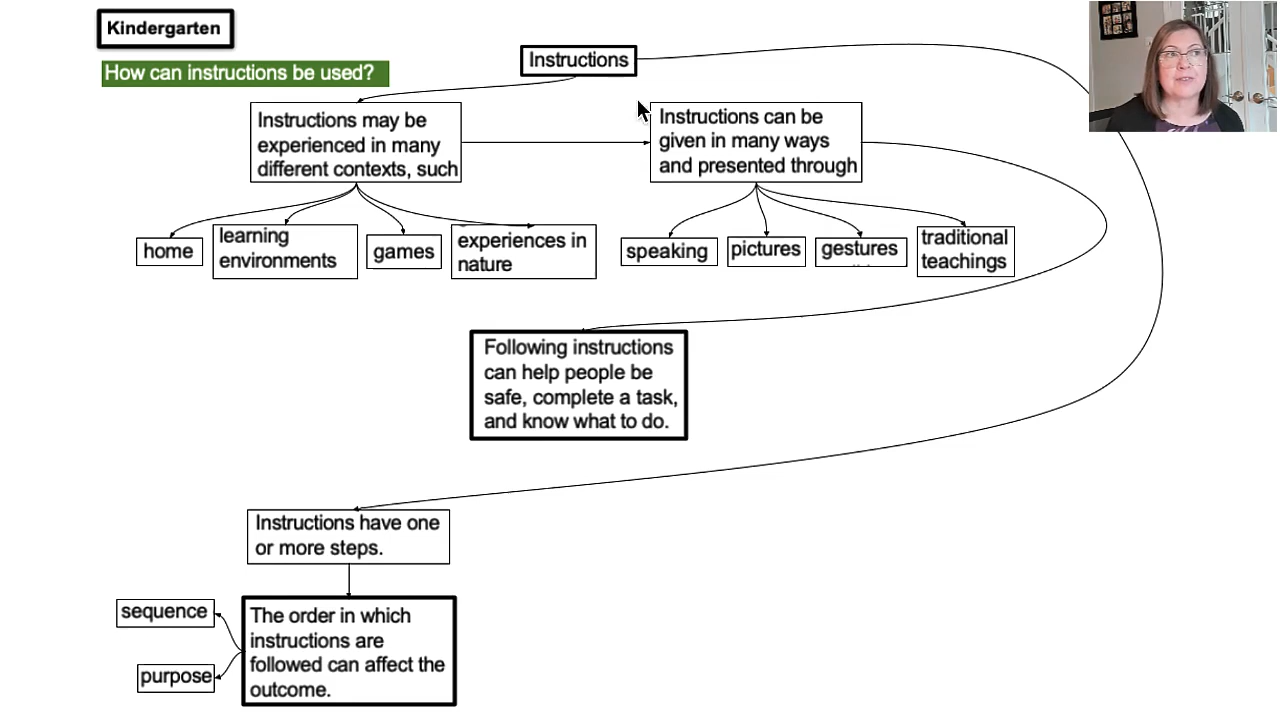 Kindergarten
How can instructions be used?
Instructions
Instructions may be
experienced in many
different contexts, such
Instructions can be
given in many ways
and presented through
home
learning
environments
games
experiences in
nature
speaking
pictures
gestures
traditional
teachings
Following instructions
can help people be
safe, complete a task,
and know what to do.
Instructions have one
or more steps.
The order in which
instructions are
followed can affect the
outcome.
sequence
purpose